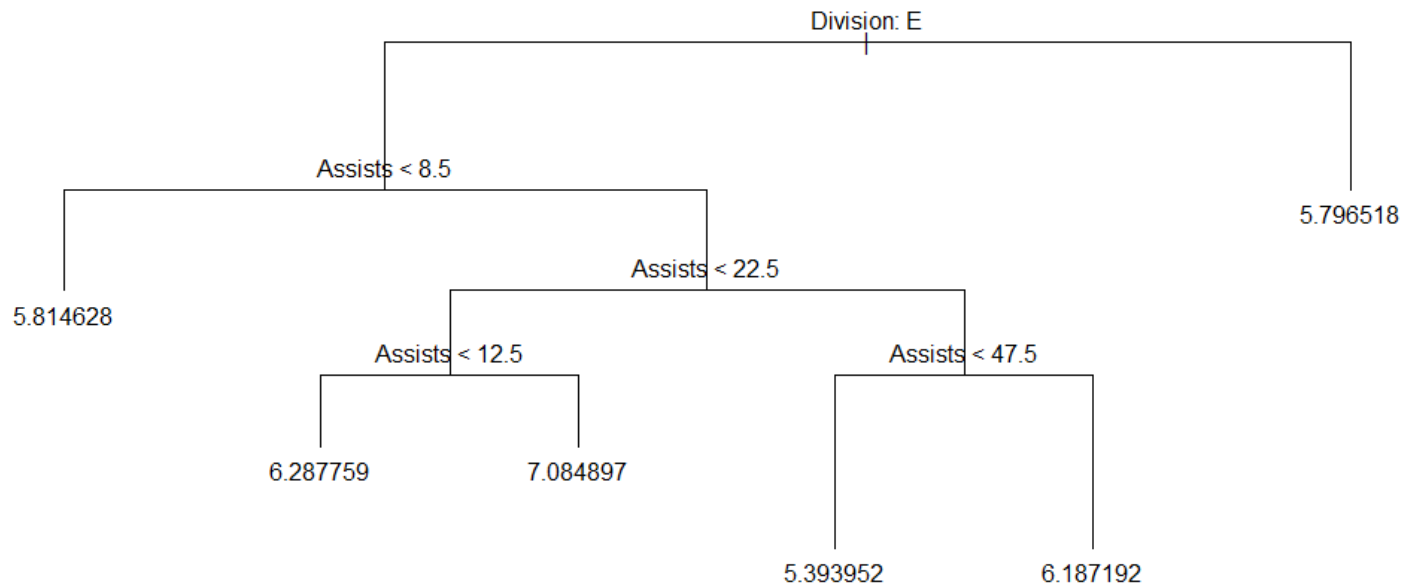 Division: E
Assists < 8.5
5.796518
Assists < 22.5
5.814628
Assists < 12.5
Assists < 47.5
6.287759
7.084897
5.393952
6.187192